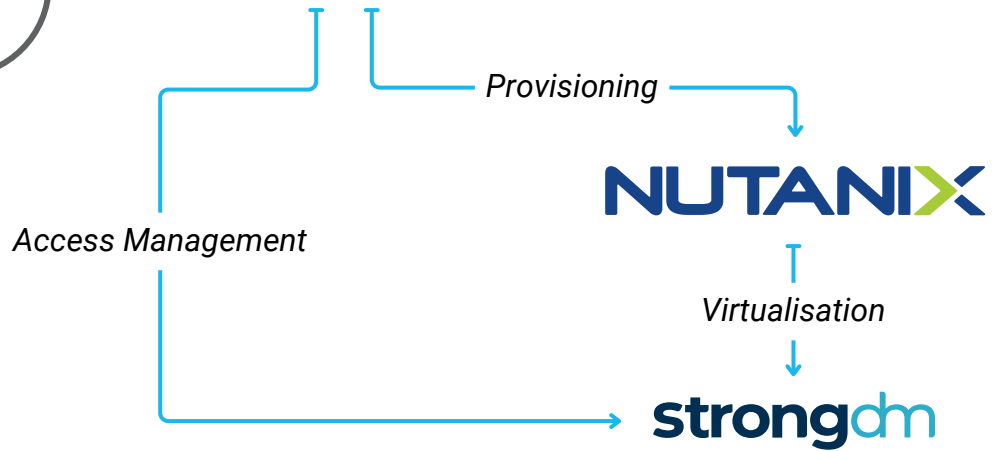 Provisioning
NUTANIX
Access Management
Virtualisation
strongdm